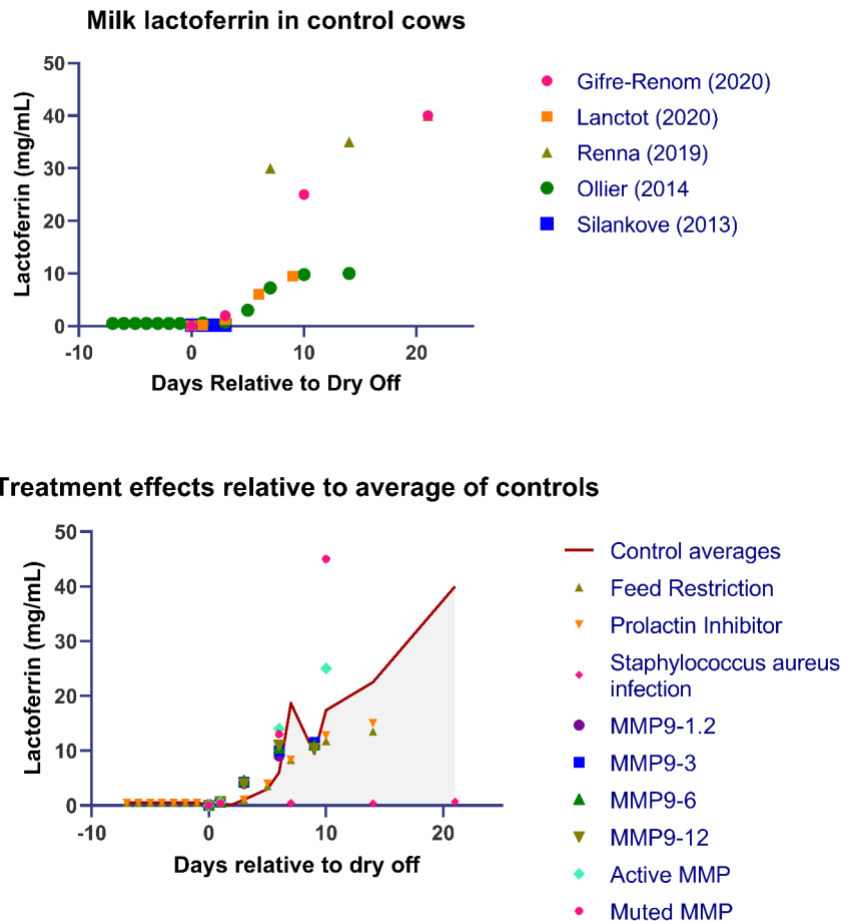 Milk lactoferrin in control cows
50
40
30
20
10
0
Lactoferrin (mg/mL)
-10
0
10
20
Days Relative to Dry Off
Gifre-Renom (2020)
Lanctot (2020)
Renna (2019)
Ollier (2014
Silankove (2013)
Treatment effects relative to average of controls
50
40
30
20
10
0
Lactoferrin (mg/mL)
-10
0
10
20
Days relative to dry off
Control averages
Feed Restriction
Prolactin Inhibitor
Staphylococcus aureus
infection
MMP9-1.2
MMP9-3
MMP9-6
MMP9-12
Active MMP
Muted MMP